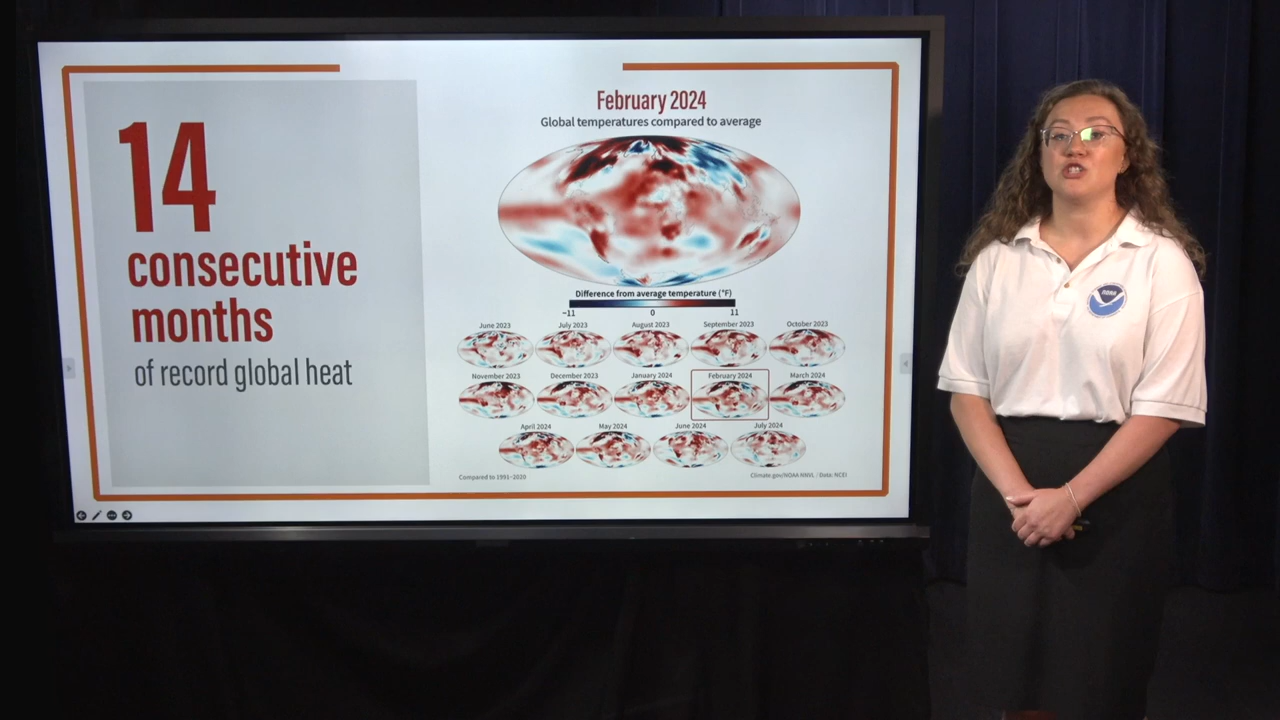 14
consecutive
months
of record global heat
February 2024
Global temperatures compared to average
Difference from average temperature (°F)
−11 0 11
June 2023 July 2023 August 2023 September 2023 October 2023
November 2023 December 2023 January 2024 February 2024 March 2024
April 2024 May 2024 June 2024 July 2024
Compared to 1991–2020 Climate.gov/NOAA NNVL / Data: NCEI
NOAA